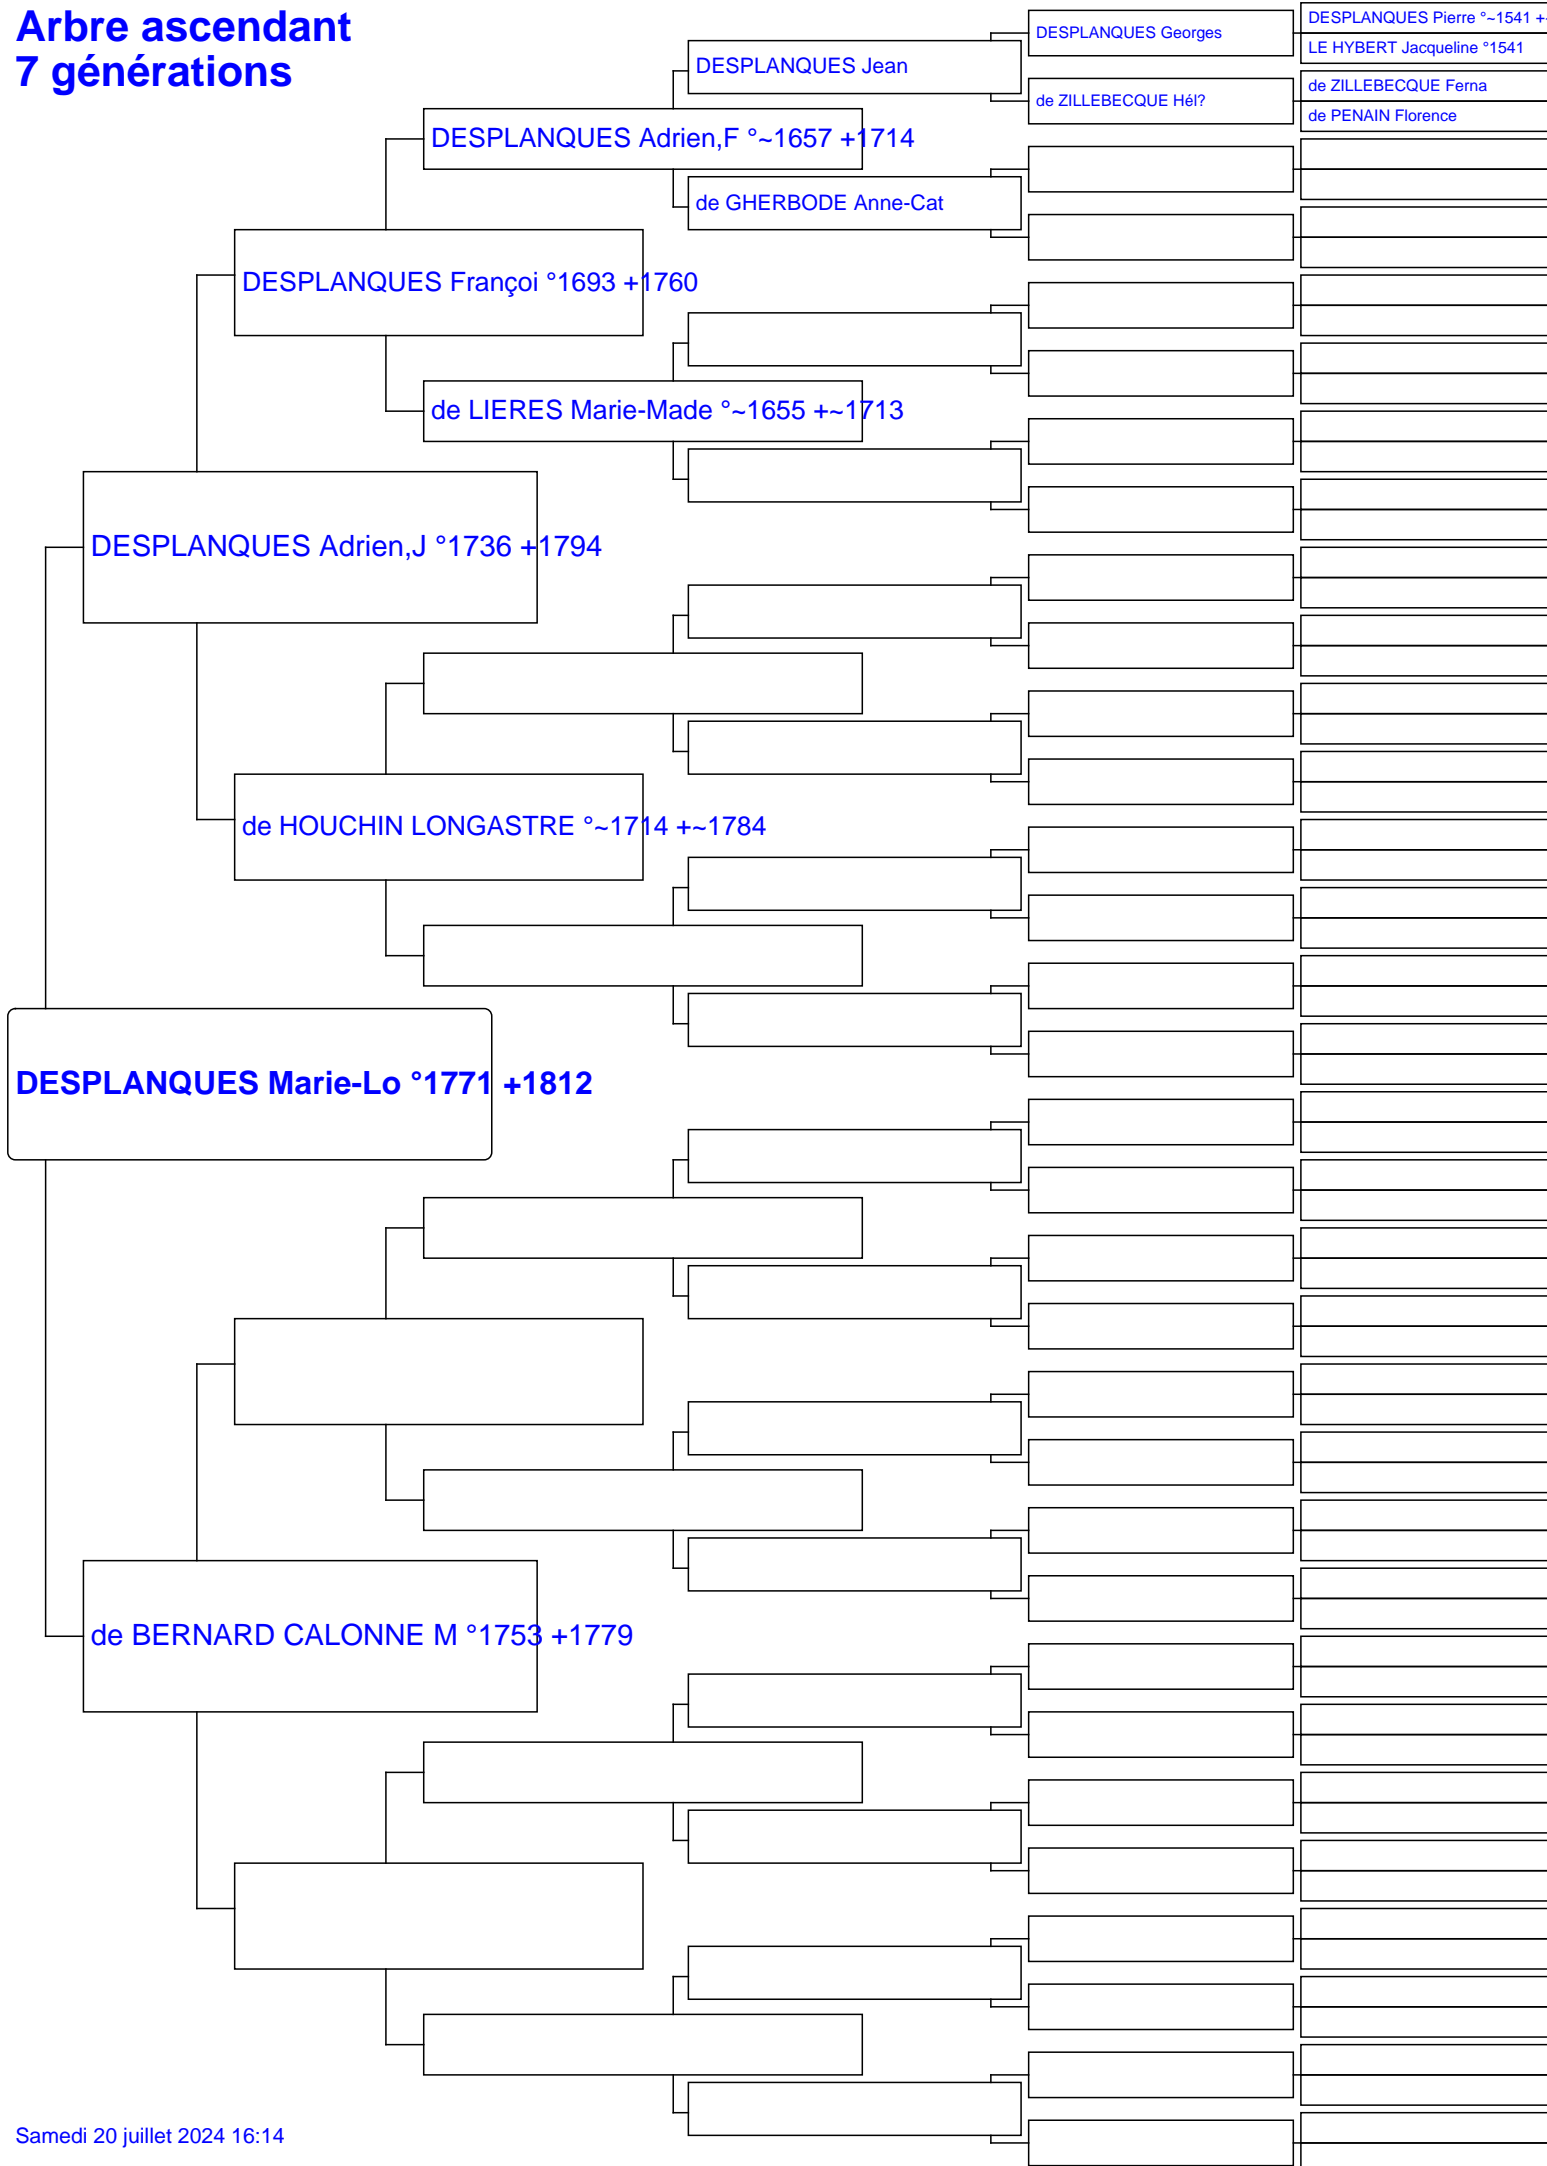 Arbre ascendant
7 générations
DESPLANQUES Pierre °~1541 +
LE HYBERT Jacqueline °1541
DESPLANQUES Georges
DESPLANQUES Jean
de ZILLEBECQUE Ferna
de ZILLEBECQUE Hél?
de PENAIN Florence
DESPLANQUES Adrien,F °~1657 +1714
de GHERBODE Anne-Cat
DESPLANQUES Françoi °1693 +1760
de LIERES Marie-Made °~1655 +~1713
DESPLANQUES Adrien,J °1736 +1794
de HOUCHIN LONGASTRE °~1714 +~1784
DESPLANQUES Marie-Lo °1771 +1812
de BERNARD CALONNE M °1753 +1779
Samedi 20 juillet 2024 16:14